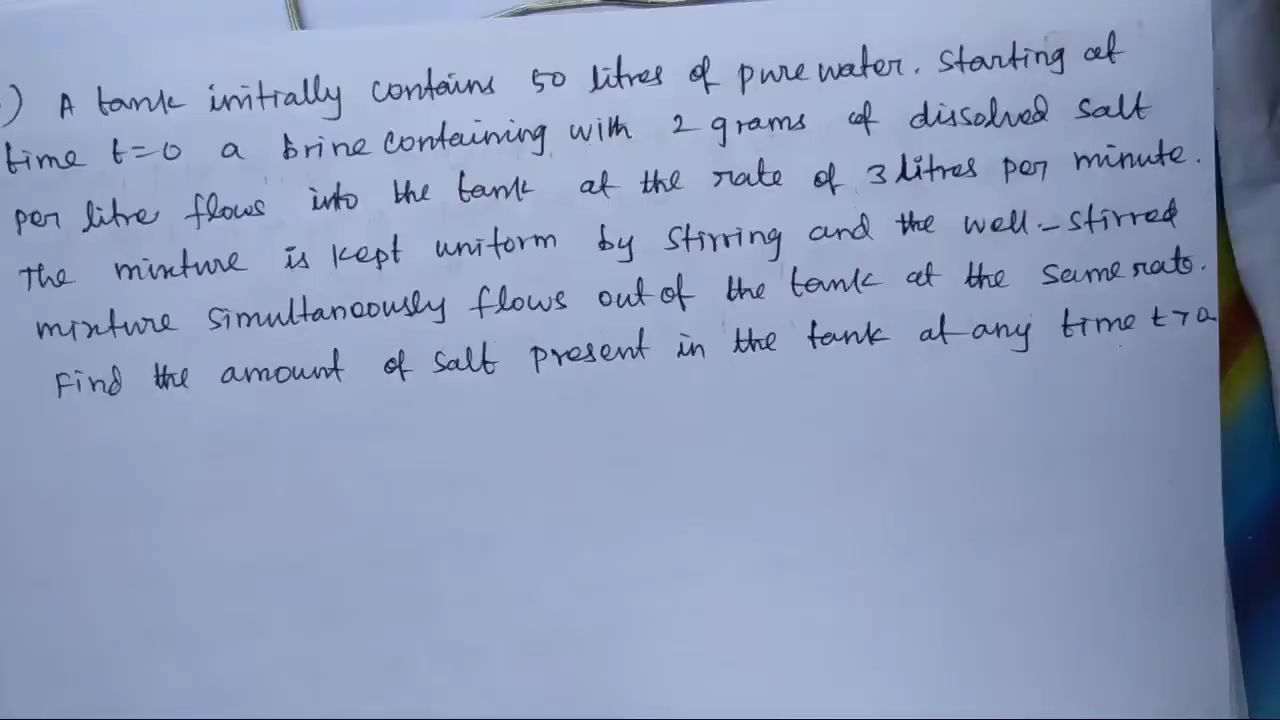 ) A tank initially contains 50 litres of pure water. Starting at
time t=0 a brine containing with 2 grams of dissolved salt
per litre flows into the tank at the rate of 3 litres per minute.
The mixture is kept uniform by stirring and the well-stirred
mixture simultaneously flows out of the tank at the same rate.
Find the amount of salt present in the tank at any time t>0